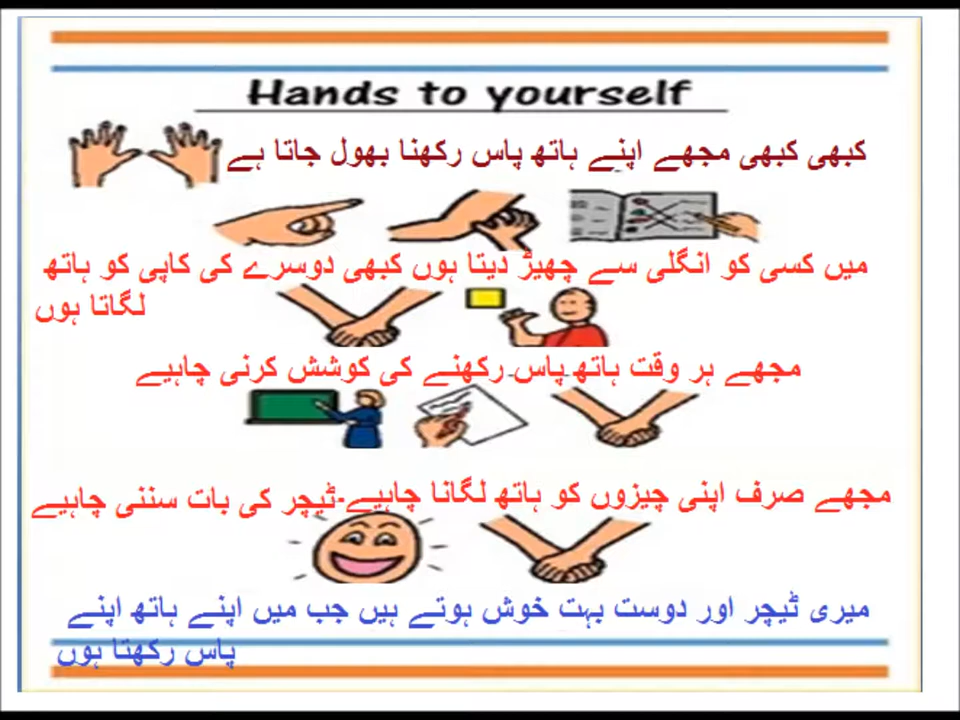 Hands to yourself
کبھی کبھی مجھے اپنے ہاتھ پاس رکھنا بھول جاتا ہے
میں کسی کو انگلی سے چھیڑ دیتا ہوں کبھی دوسرے کی کاپی کو ہاتھ
لگاتا ہوں
مجھے ہر وقت ہاتھ پاس رکھنے کی کوشش کرنی چاہیے
مجھے صرف اپنی چیزوں کو ہاتھ لگانا چاہیے۔ٹیچر کی بات سننی چاہیے
میری ٹیچر اور دوست بہت خوش ہوتے ہیں جب میں اپنے ہاتھ اپنے
پاس رکھتا ہوں